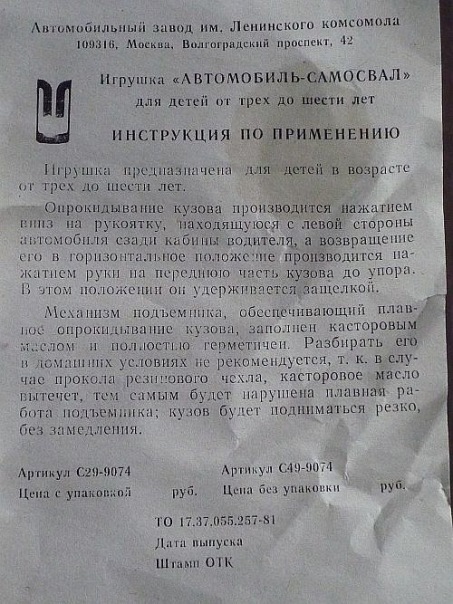 Автомобильный завод им. Ленинского комсомола
109316, Москва, Волгоградский проспект, 42
Игрушка «АВТОМОБИЛЬ-САМОСВАЛ»
для детей от трех до шести лет
ИНСТРУКЦИЯ ПО ПРИМЕНЕНИЮ
Игрушка предназначена для детей в возрасте
от трех до шести лет.
Опрокидывание кузова производится нажатием
вниз на рукоятку, находящуюся с левой стороны
автомобиля сзади кабины водителя, а возвращение
его в горизонтальное положение производится на-
жатием руки на переднюю часть кузова до упора.
В этом положении он удерживается защелкой.
Механизм подъемника, обеспечивающий плав-
ное опрокидывание кузова, заполнен касторовым
маслом и полностью герметичен. Разбирать его
в домашних условиях не рекомендуется, т. к. в слу-
чае прокола резинового чехла, касторовое масло
вытечет, тем самым будет нарушена плавная ра-
бота подъемника; кузов будет подниматься резко,
без замедления.
Артикул С29-9074 Артикул С49-9074
Цена с упаковкой руб. Цена без упаковки руб.
ТО 17.37.055.257-81
Дата выпуска
Штамп ОТК